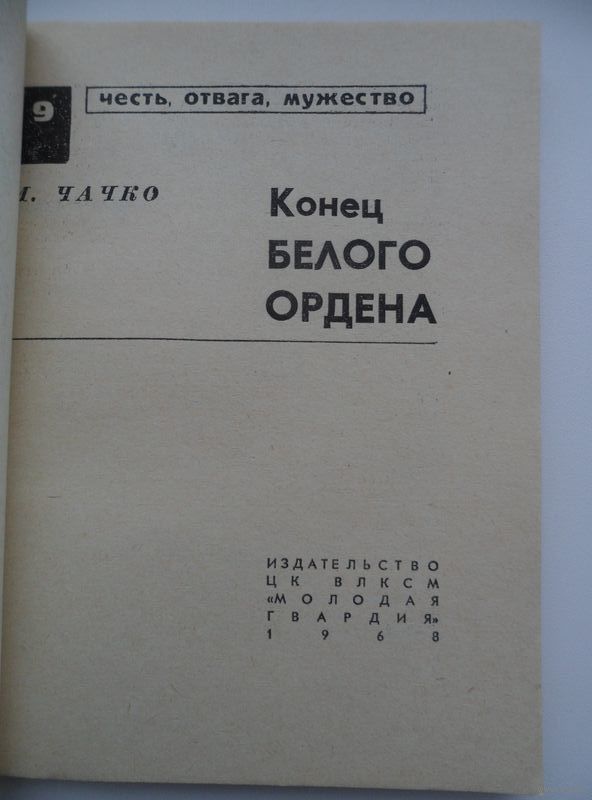 9
честь, отвага, мужество
М. ЧАЧКО
Конец
БЕЛОГО
ОРДЕНА
ИЗДАТЕЛЬСТВО
ЦК ВЛКСМ
«МОЛОДАЯ
ГВАРДИЯ»
1968